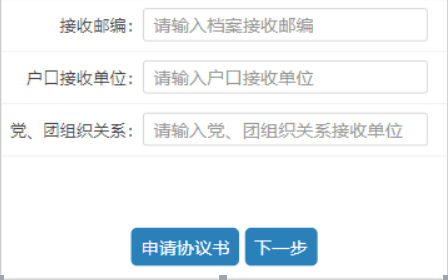 接收邮编： 请输入档案接收邮编
户口接收单位： 请输入户口接收单位
党、团组织关系： 请输入党、团组织关系接收单位
申请协议书 下一步